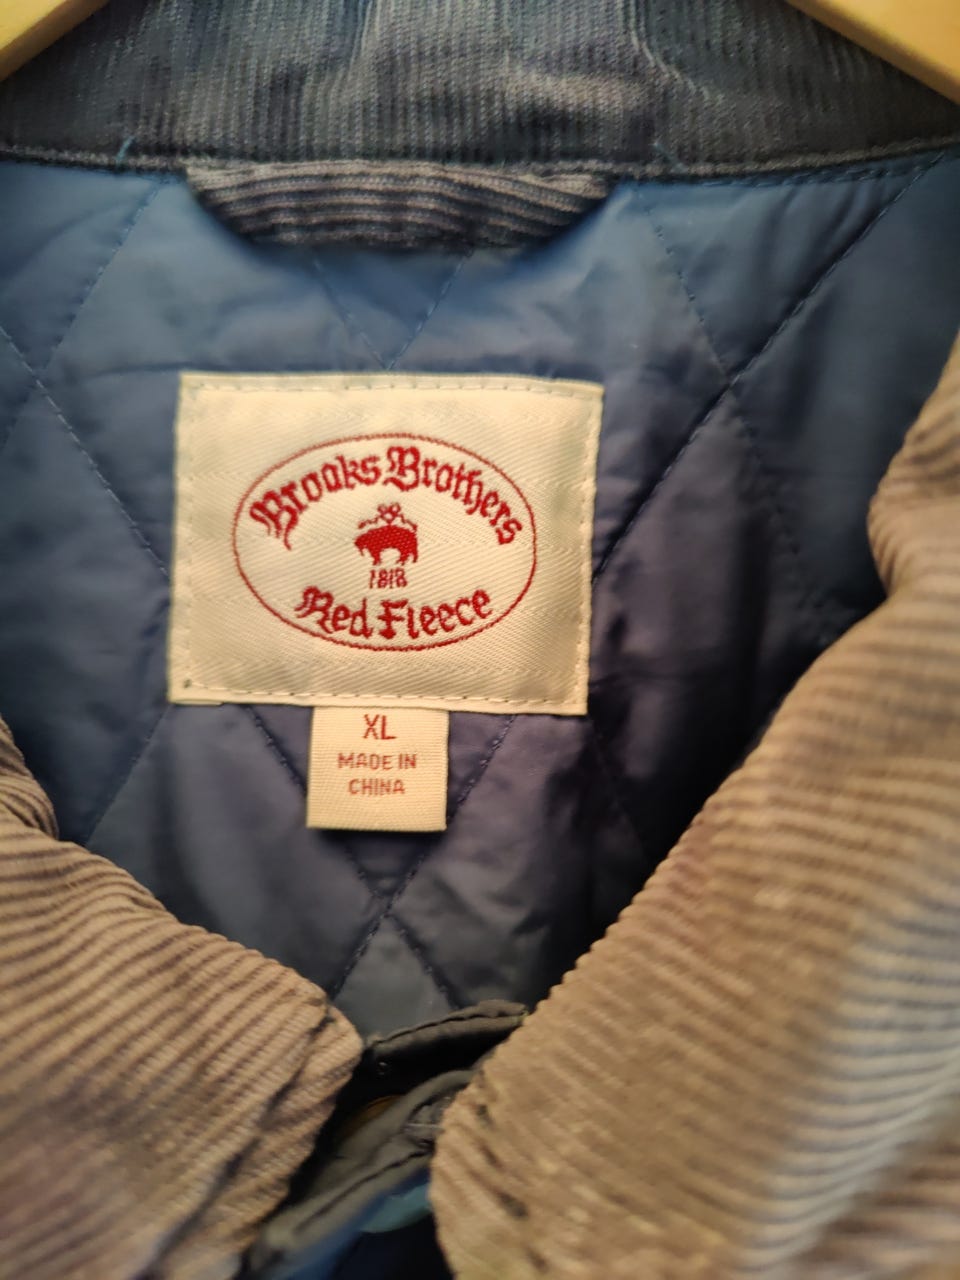 Brooks Brothers
1818
Red Fleece
XL
MADE IN
CHINA